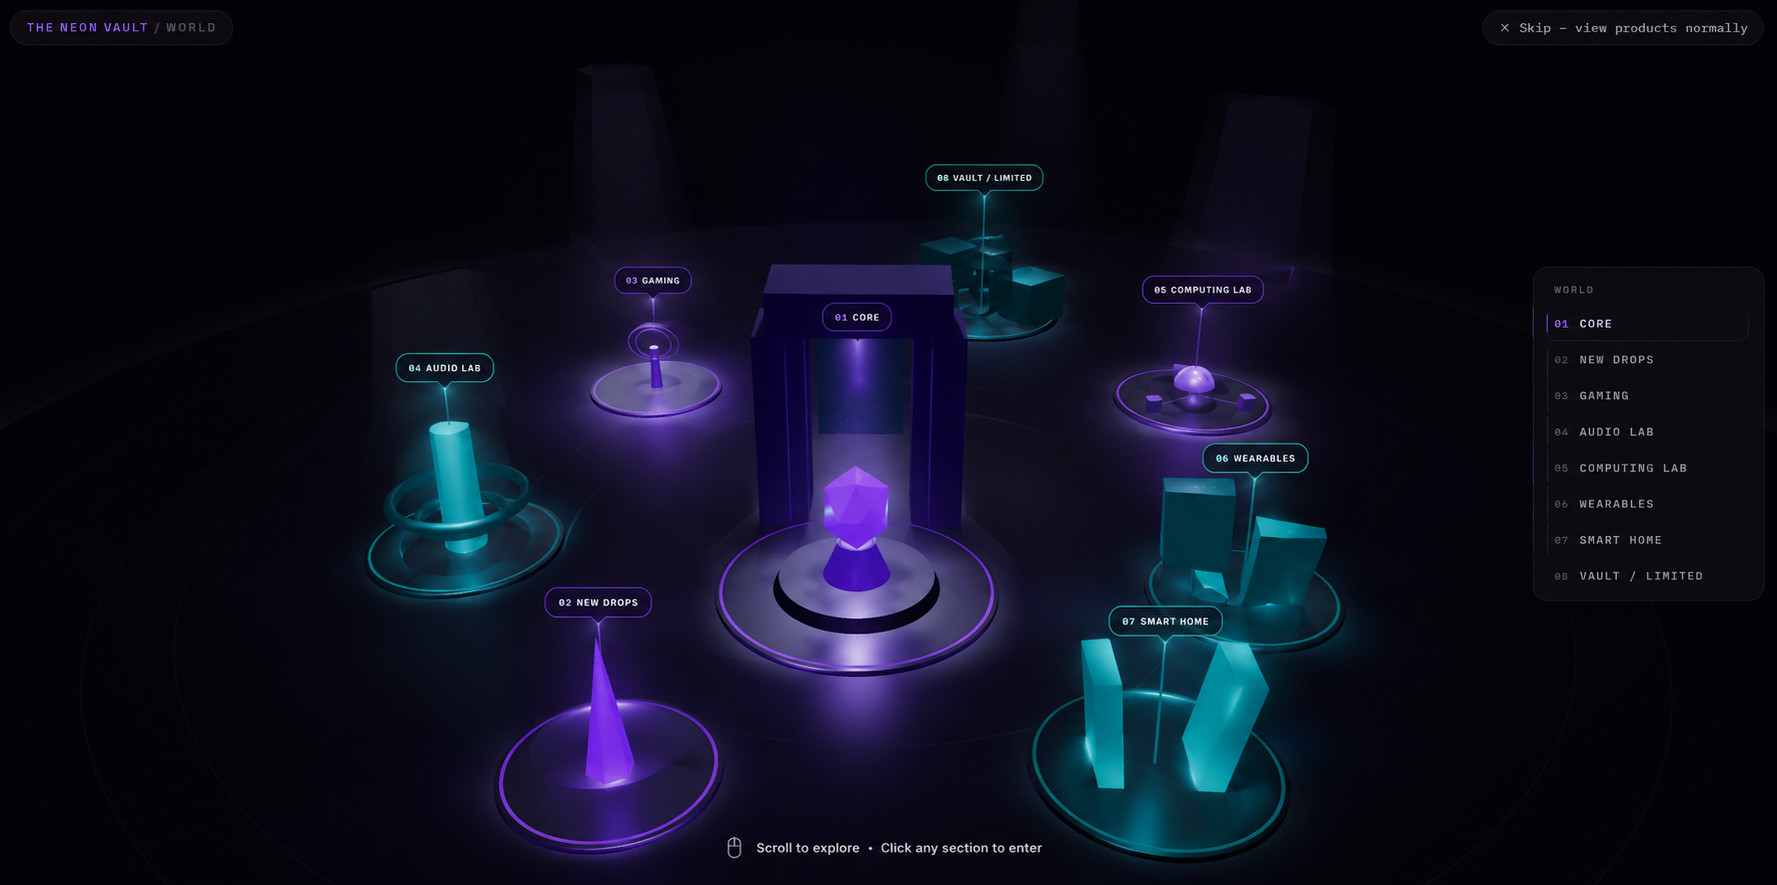 THE NEON VAULT / WORLD
× Skip – view products normally
08 VAULT / LIMITED
03 GAMING
05 COMPUTING LAB
01 CORE
04 AUDIO LAB
06 WEARABLES
02 NEW DROPS
07 SMART HOME
WORLD
01 CORE
02 NEW DROPS
03 GAMING
04 AUDIO LAB
05 COMPUTING LAB
06 WEARABLES
07 SMART HOME
08 VAULT / LIMITED
Scroll to explore • Click any section to enter